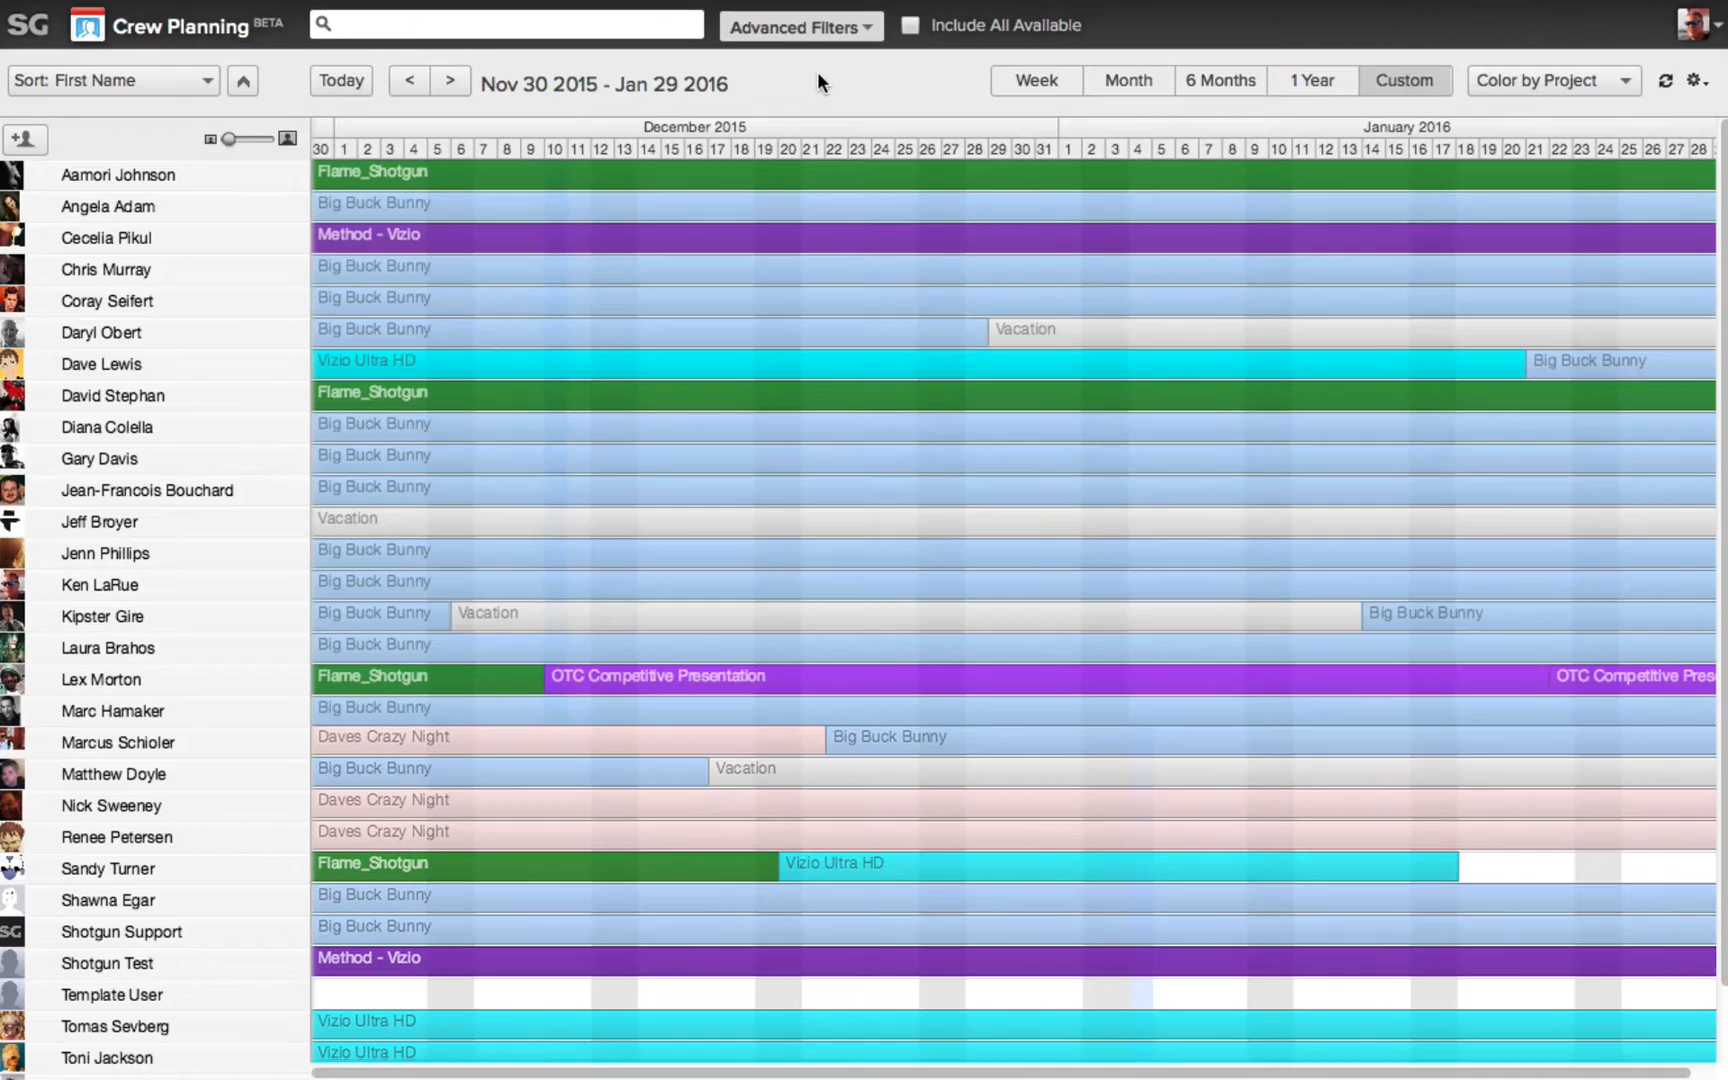 SG Crew Planning BETA Advanced Filters Include All Available
Sort: First Name Today < > Nov 30 2015 - Jan 29 2016 Week Month 6 Months 1 Year Custom Color by Project
December 2015 January 2016
30 1 2 3 4 5 6 7 8 9 10 11 12 13 14 15 16 17 18 19 20 21 22 23 24 25 26 27 28 29 30 31 1 2 3 4 5 6 7 8 9 10 11 12 13 14 15 16 17 18 19 20 21 22 23 24 25 26 27 28
Aamori Johnson Flame_Shotgun
Angela Adam Big Buck Bunny
Cecelia Pikul Method - Vizio
Chris Murray Big Buck Bunny
Coray Seifert Big Buck Bunny
Daryl Obert Big Buck Bunny Vacation
Dave Lewis Vizio Ultra HD Big Buck Bunny
David Stephan Flame_Shotgun
Diana Colella Big Buck Bunny
Gary Davis Big Buck Bunny
Jean-Francois Bouchard Big Buck Bunny
Jeff Broyer Vacation
Jenn Phillips Big Buck Bunny
Ken LaRue Big Buck Bunny
Kipster Gire Big Buck Bunny Vacation Big Buck Bunny
Laura Brahos Big Buck Bunny
Lex Morton Flame_Shotgun OTC Competitive Presentation OTC Competitive Pres
Marc Hamaker Big Buck Bunny
Marcus Schioler Daves Crazy Night Big Buck Bunny
Matthew Doyle Big Buck Bunny Vacation
Nick Sweeney Daves Crazy Night
Renee Petersen Daves Crazy Night
Sandy Turner Flame_Shotgun Vizio Ultra HD
Shawna Egar Big Buck Bunny
SG Shotgun Support Big Buck Bunny
Shotgun Test Method - Vizio
Template User
Tomas Sevberg Vizio Ultra HD
Toni Jackson Vizio Ultra HD